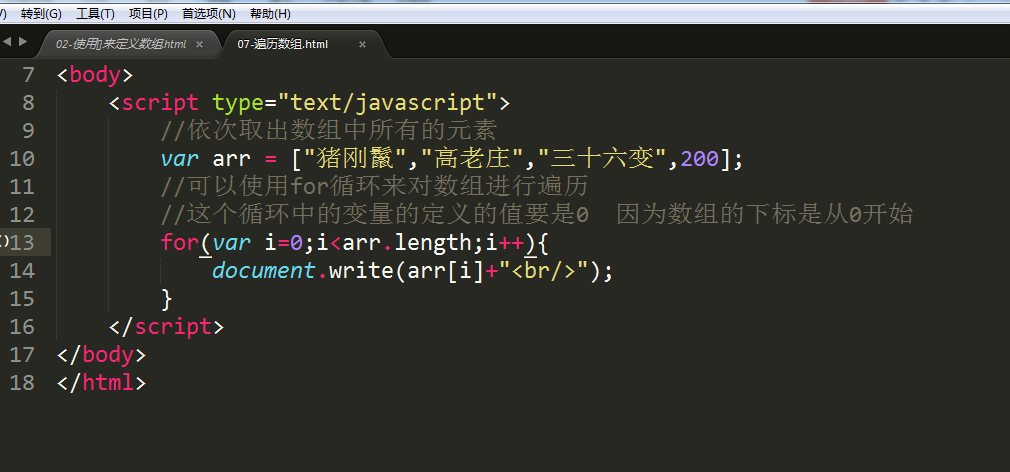 转到(G) 工具(T) 项目(P) 首选项(N) 帮助(H)
02-使用[]来定义数组.html × 07-遍历数组.html ×
7 <body>
8 <script type="text/javascript">
9 //依次取出数组中所有的元素
10 var arr = ["猪刚鬣","高老庄","三十六变",200];
11 //可以使用for循环来对数组进行遍历
12 //这个循环中的变量的定义的值要是0 因为数组的下标是从0开始
13 for(var i=0;i<arr.length;i++){
14 document.write(arr[i]+"<br/>");
15 }
16 </script>
17 </body>
18 </html>